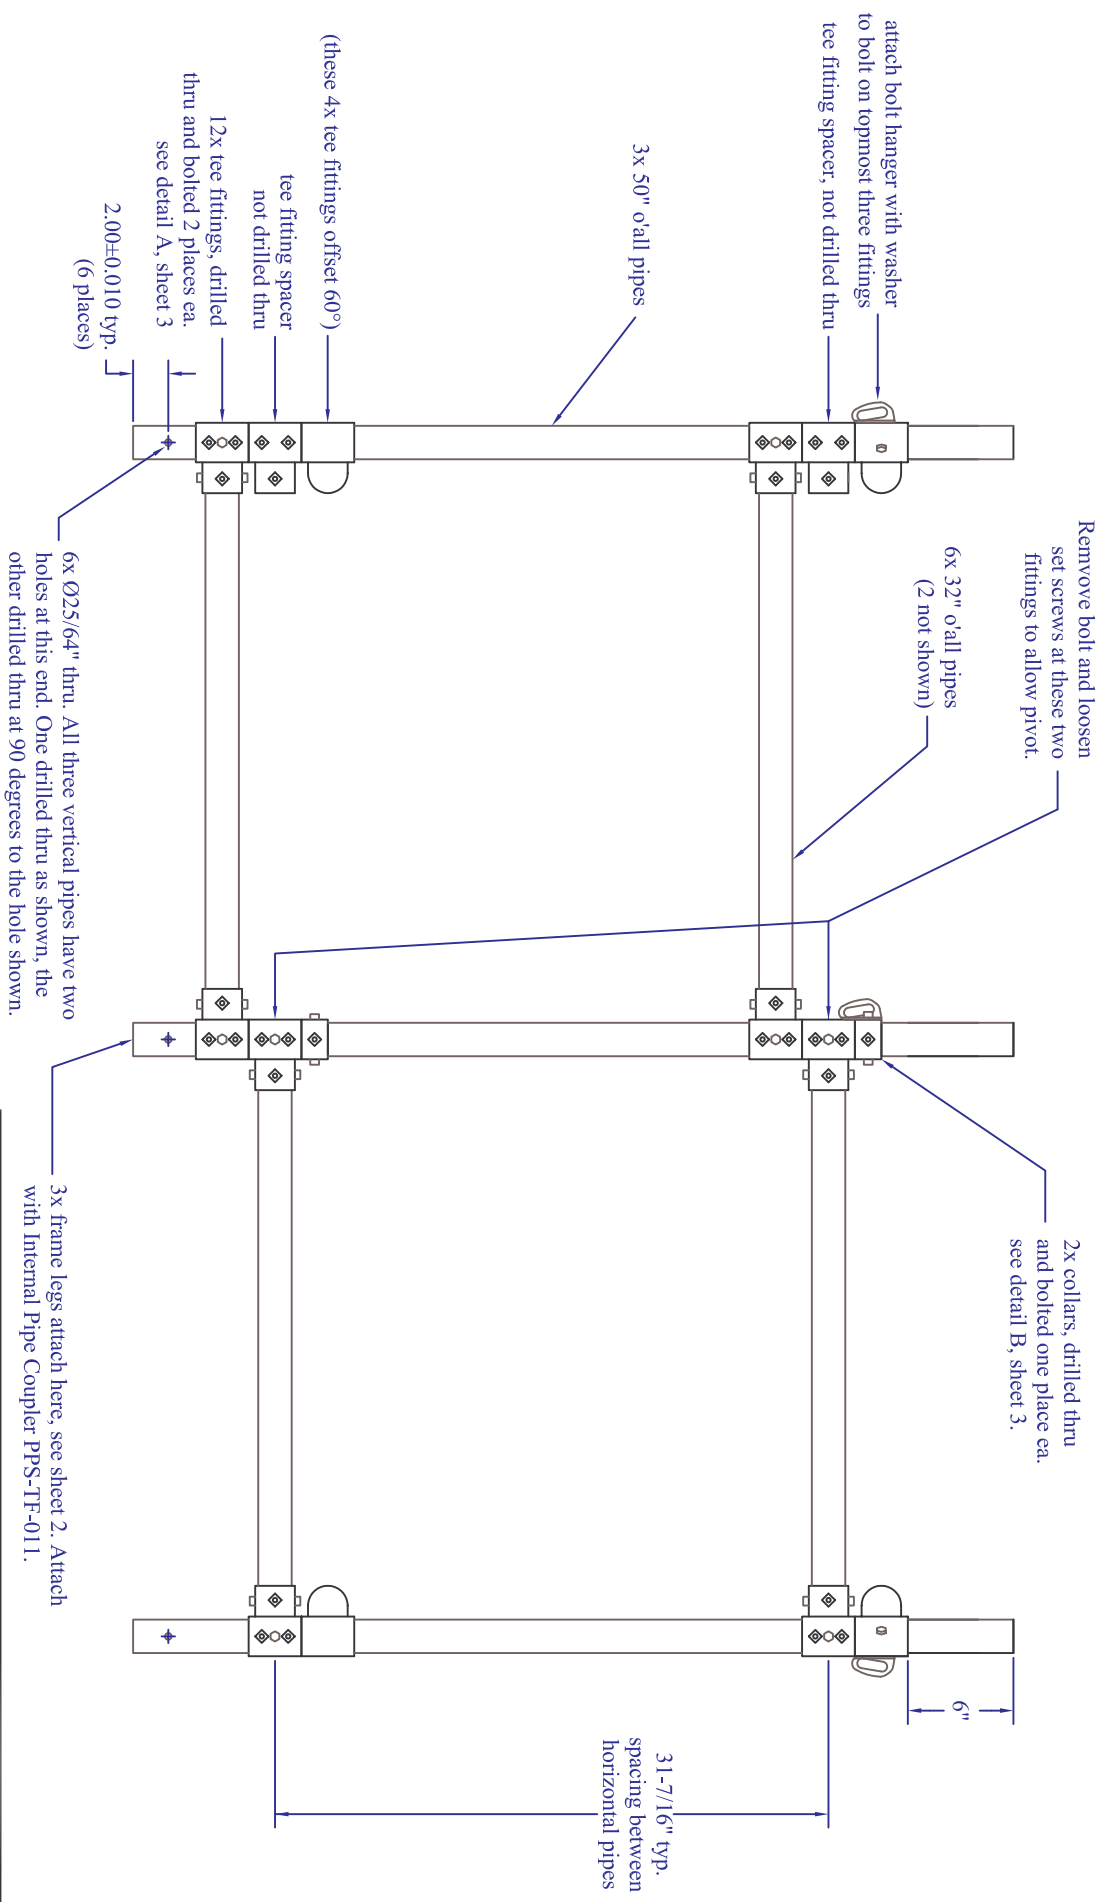 Remvove bolt and loosen
set screws at these two
fittings to allow pivot.
2x collars, drilled thru
and bolted one place ea.
see detail B, sheet 3.
attach bolt hanger with washer
to bolt on topmost three fittings
tee fitting spacer, not drilled thru
6x 32" o'all pipes
(2 not shown)
6"
3x 50" o'all pipes
31-7/16" typ.
spacing between
horizontal pipes
(these 4x tee fittings offset 60°)
tee fitting spacer
not drilled thru
12x tee fittings, drilled
thru and bolted 2 places ea.
see detail A, sheet 3
2.00±0.010 typ.
(6 places)
6x Ø25/64" thru. All three vertical pipes have two
holes at this end. One drilled thru as shown, the
other drilled thru at 90 degrees to the hole shown.
3x frame legs attach here, see sheet 2. Attach
with Internal Pipe Coupler PPS-TF-011.